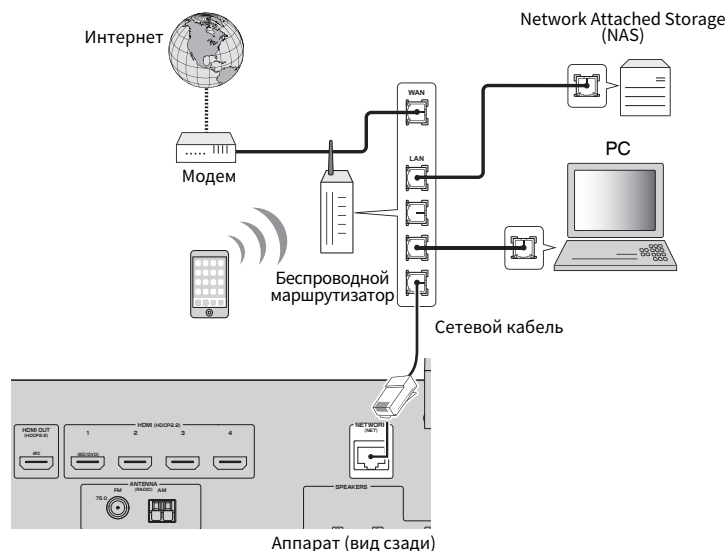 Network Attached Storage
(NAS)
Интернет
WAN
PC
LAN
Модем
Беспроводной
маршрутизатор
Сетевой кабель
HDMI OUT
(HDCP2.2)
ARC
HDMI (HDCP2.2)
1 2 3 4
(BD/DVD)
NETWORK
(NET)
ANTENNA
(RADIO)
FM AM
75 Ω
SPEAKERS
Аппарат (вид сзади)